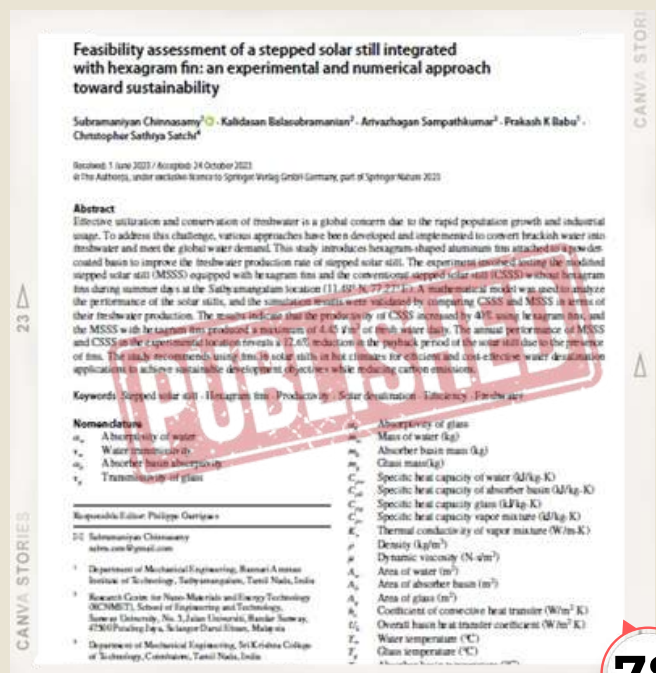 Feasibility assessment of a stepped solar still integrated
with hexagram fin: an experimental and numerical approach
toward sustainability
Subramaniyan Chinnasamy¹ · Kalidasan Balasubramanian² · Arivazhagan Sampathkumar³ · Prakash K Babu¹ ·
Christopher Sathiya Satchi⁴
Received: 1 June 2023 / Accepted: 24 October 2023
© The Author(s), under exclusive licence to Springer-Verlag GmbH Germany, part of Springer Nature 2023
Abstract
Effective utilization and conservation of freshwater is a global concern due to the rapid population growth and industrial
usage. To address this challenge, various approaches have been developed and implemented to convert brackish water into
freshwater and meet the global water demand. This study introduces hexagram-shaped aluminum fins attached to a powder-
coated basin to improve the freshwater production rate of stepped solar still. The experiment involved testing the modified
stepped solar still (MSSS) equipped with hexagram fins and the conventional stepped solar still (CSSS) without hexagram
fins during summer days at the Sathyamangalam location A mathematical model was used to analyze
the performance of the solar stills, and the simulation results were validated by comparing CSSS and MSSS in terms of
their freshwater production. The results indicate that the productivity of CSSS increased by 40% using hexagram fins, and
the MSSS with hexagram fins produced a maximum of of fresh water daily. The annual performance of MSSS
and CSSS in the experimental location reveals a 12.6% reduction in the payback period of the solar still due to the presence
of fins. The study recommends using fins in solar stills in hot climates for efficient and cost-effective water desalination
applications to achieve sustainable development objectives while reducing carbon emissions.
PUBLISHED
Keywords Stepped solar still · Hexagram fins · Productivity · Solar desalination · Efficiency · Freshwater
Nomenclature
Absorptivity of water
Water transmissivity
Absorber basin absorptivity
Transmissivity of glass
Absorptivity of glass
Mass of water (kg)
Absorber basin mass (kg)
Glass mass(kg)
Specific heat capacity of water (kJ/kg·K)
Specific heat capacity of absorber basin (kJ/kg·K)
Specific heat capacity glass (kJ/kg·K)
Specific heat capacity vapor mixture (kJ/kg·K)
Thermal conductivity of vapor mixture (W/m·K)
ρ Density (kg/m³)
μ Dynamic viscosity (N·s/m²)
Area of water (m²)
Area of absorber basin (m²)
Area of glass (m²)
Coefficient of convective heat transfer (W/m² K)
Overall basin heat transfer coefficient (W/m² K)
Water temperature (°C)
Glass temperature (°C)
Responsible Editor: Philippe Garrigues
Subramaniyan Chinnasamy
1 Department of Mechanical Engineering, Bannari Amman
Institute of Technology, Sathyamangalam, Tamil Nadu, India
2 Research Centre for Nano-Materials and Energy Technology
(RCNMET), School of Engineering and Technology,
Sunway University, No. 5, Jalan Universiti, Bandar Sunway,
47500 Petaling Jaya, Selangor Darul Ehsan, Malaysia
3 Department of Mechanical Engineering, Sri Krishna College
of Technology, Coimbatore, Tamil Nadu, India
23
CANVA STORIES
CANVA STORI